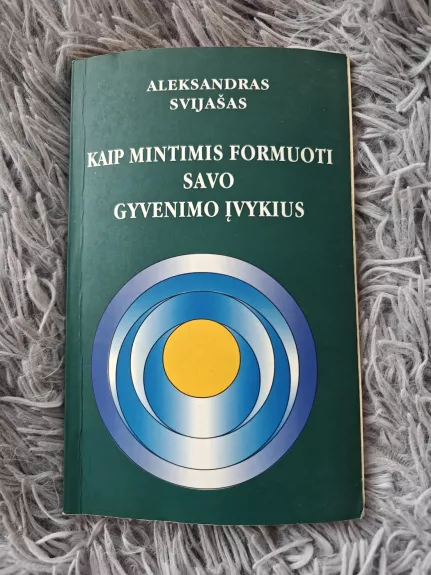 ALEKSANDRAS
SVIJAŠAS
KAIP MINTIMIS FORMUOTI
SAVO
GYVENIMO ĮVYKIUS